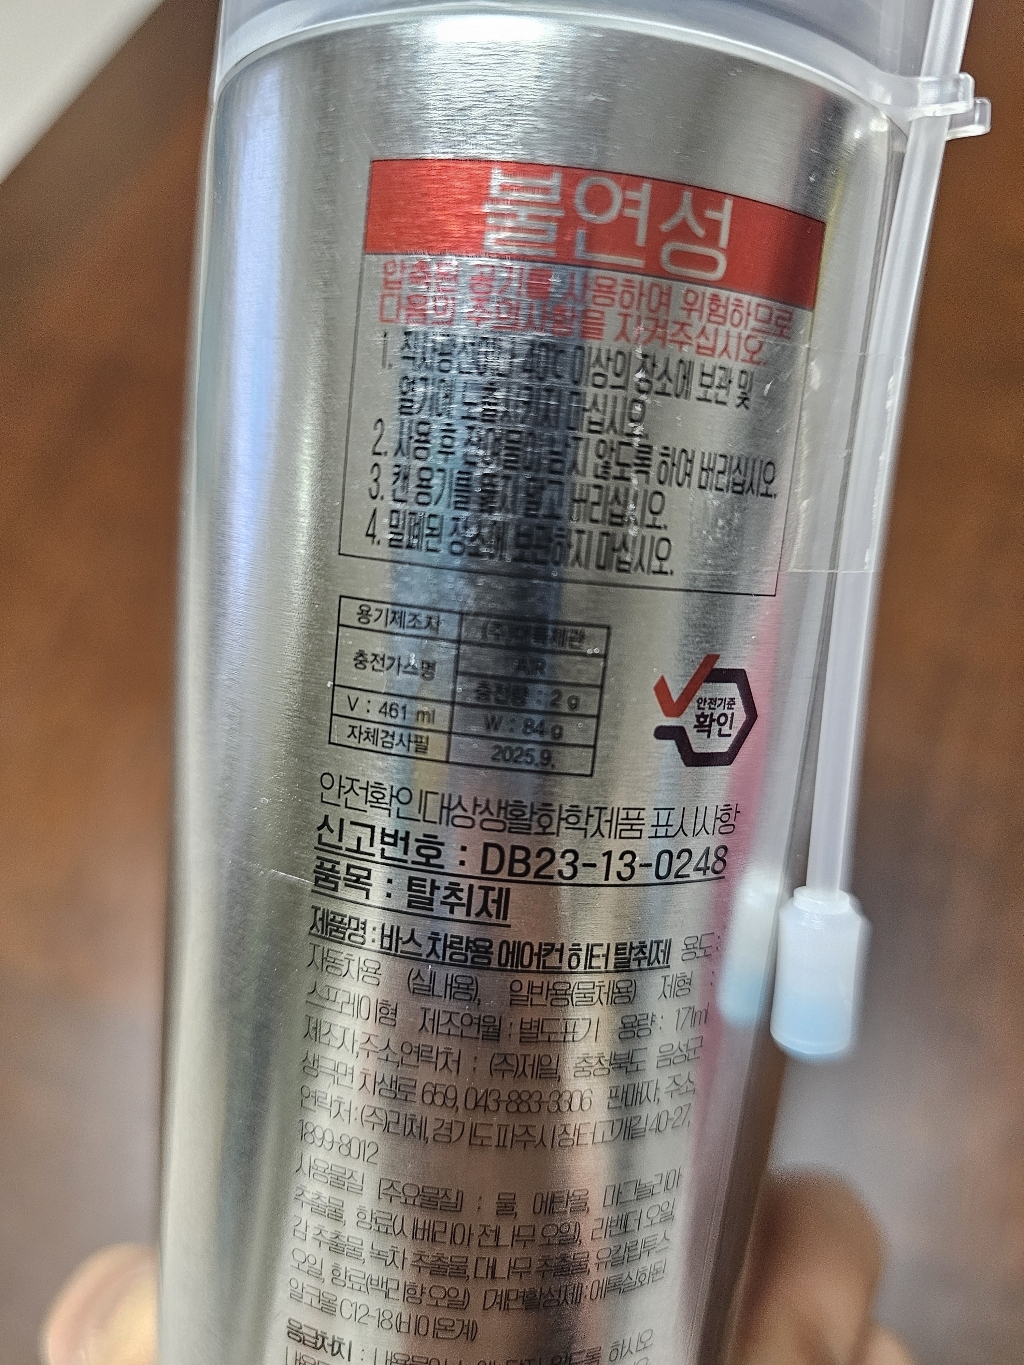 불연성
압축된 공기를 사용하여 위험하므로
다음의 주의사항을 지켜주십시오.
1. 직사광선이나 40℃ 이상의 장소에 보관 및
열기에 노출시키지 마십시오.
2. 사용 후 잔여물이 남지 않도록 하여 버리십시오.
3. 캔용기를 불지 말고 버리십시오.
4. 밀폐된 장소에 보관하지 마십시오.
용기제조자 (주) 제관
충전가스명 AIR
충전량 : 2 g
V : 461 ml W : 84 g
자체검사필 2025.9.
안전기준
확인
안전확인대상생활화학제품 표시사항
신고번호 : DB23-13-0248
품목 : 탈취제
제품명 : 바스 차량용 에어컨 히터 탈취제 용도 :
자동차용 (실내용), 일반용(물체용) 제형 :
스프레이형 제조연월 : 별도표기 용량 : 171ml
제조자,주소,연락처 : (주)제일, 충청북도 음성군
생극면 차생로 659, 043-883-3306 판매자, 주소,
연락처 : (주)리체, 경기도 파주시 장터고개길 40-27,
1899-8012
사용물질 [주요물질] : 물, 에탄올, 마그놀리아
추출물, 향료(시베리아 전나무 오일), 라벤더 오일,
감 추출물, 녹차 추출물, 대나무 추출물, 유칼립투스
오일, 향료(백만향 오일) [계면활성제 : 에톡실화된
알코올 C12-18 (비이온계)
응급처치 : 하시오